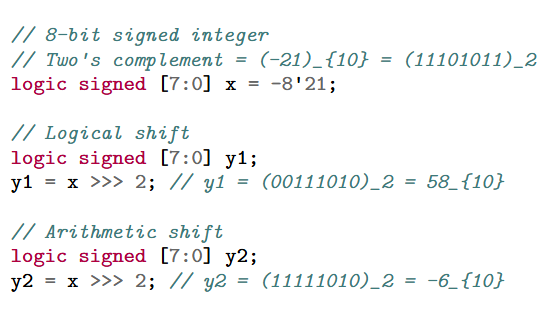 // 8-bit signed integer
// Two's complement = (-21)_{10} = (11101011)_2
logic signed [7:0] x = -8'21;
// Logical shift
logic signed [7:0] y1;
y1 = x >>> 2; // y1 = (00111010)_2 = 58_{10}
// Arithmetic shift
logic signed [7:0] y2;
y2 = x >>> 2; // y2 = (11111010)_2 = -6_{10}